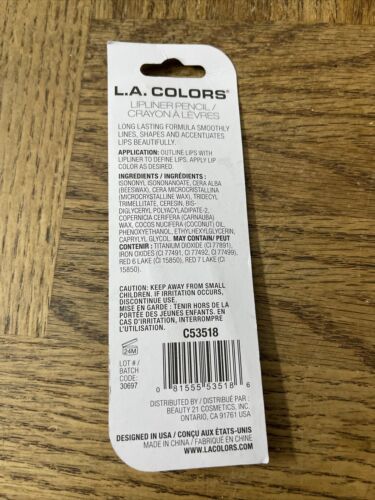 L.A. COLORS®
LIPLINER PENCIL/
CRAYON À LÈVRES
LONG LASTING FORMULA SMOOTHLY
LINES, SHAPES AND ACCENTUATES
LIPS BEAUTIFULLY.
APPLICATION: OUTLINE LIPS WITH
LIPLINER TO DEFINE LIPS. APPLY LIP
COLOR AS DESIRED.
INGREDIENTS / INGRÉDIENTS :
ISONONYL ISONONANOATE, CERA ALBA
(BEESWAX), CERA MICROCRISTALLINA
(MICROCRYSTALLINE WAX), TRIDECYL
TRIMELLITATE, CERESIN, BIS-
DIGLYCERYL POLYACYLADIPATE-2,
COPERNICIA CERIFERA (CARNAUBA)
WAX, COCOS NUCIFERA (COCONUT) OIL,
PHENOXYETHANOL, ETHYLHEXYLGLYCERIN,
CAPRYLYL GLYCOL. MAY CONTAIN/ PEUT
CONTENIR : TITANIUM DIOXIDE (CI 77891),
IRON OXIDES (CI 77491, CI 77492, CI 77499),
RED 6 LAKE (CI 15850), RED 7 LAKE (CI
15850).
CAUTION: KEEP AWAY FROM SMALL
CHILDREN. IF IRRITATION OCCURS,
DISCONTINUE USE.
MISE EN GARDE : TENIR HORS DE LA
PORTÉE DES JEUNES ENFANTS. EN
CAS D'IRRITATION, INTERROMPRE
L'UTILISATION.
C53518
24M
LOT # /
BATCH
CODE:
30697
0 81555 53518 6
DISTRIBUTED BY / DISTRIBUÉ PAR :
BEAUTY 21 COSMETICS, INC.
ONTARIO, CA 91761 USA
DESIGNED IN USA / CONÇU AUX ÉTATS-UNIS
MADE IN CHINA / FABRIQUÉ EN CHINE
WWW.LACOLORS.COM